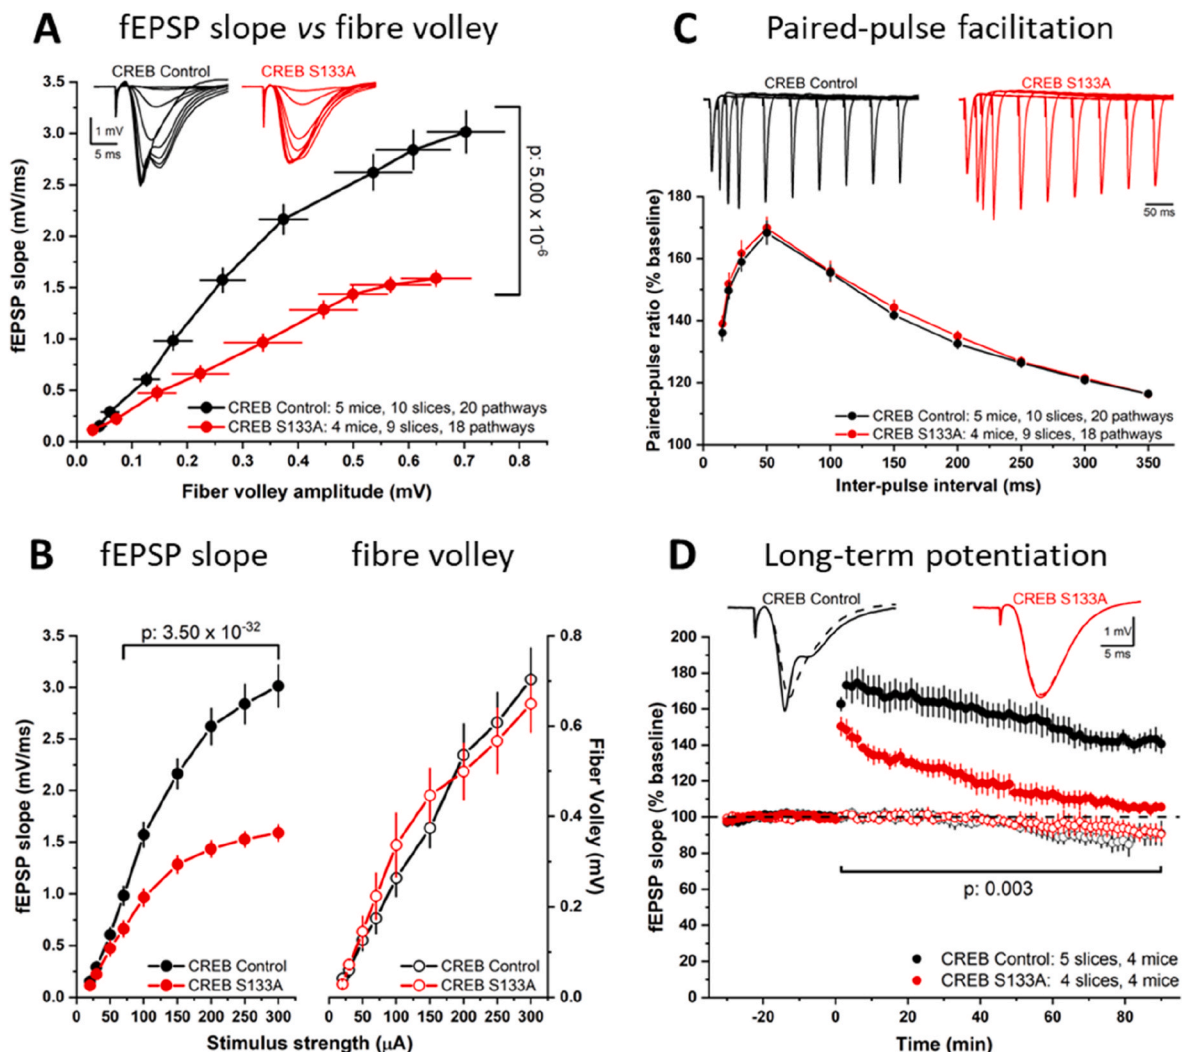 A fEPSP slope vs fibre volley
CREB Control
CREB S133A
1 mV
5 ms
fEPSP slope (mV/ms)
3.5
3.0
2.5
2.0
1.5
1.0
0.5
0.0
p: 5.00 x 10-6
CREB Control: 5 mice, 10 slices, 20 pathways
CREB S133A: 4 mice, 9 slices, 18 pathways
0.0 0.1 0.2 0.3 0.4 0.5 0.6 0.7 0.8
Fiber volley amplitude (mV)
C Paired-pulse facilitation
CREB Control
CREB S133A
50 ms
Paired-pulse ratio (% baseline)
180
160
140
120
100
CREB Control: 5 mice, 10 slices, 20 pathways
CREB S133A: 4 mice, 9 slices, 18 pathways
0 50 100 150 200 250 300 350
Inter-pulse interval (ms)
B fEPSP slope fibre volley
fEPSP slope (mV/ms)
3.5
3.0
2.5
2.0
1.5
1.0
0.5
0.0
p: 3.50 x 10-32
CREB Control
CREB S133A
0 50 100 150 200 250 300
0.8
0.6
0.4
0.2
0.0
Fiber Volley (mV)
CREB Control
CREB S133A
0 50 100 150 200 250 300
Stimulus strength (μA)
D Long-term potentiation
CREB Control
CREB S133A
1 mV
5 ms
fEPSP slope (% baseline)
200
180
160
140
120
100
80
60
40
20
0
p: 0.003
CREB Control: 5 slices, 4 mice
CREB S133A: 4 slices, 4 mice
-20 0 20 40 60 80
Time (min)